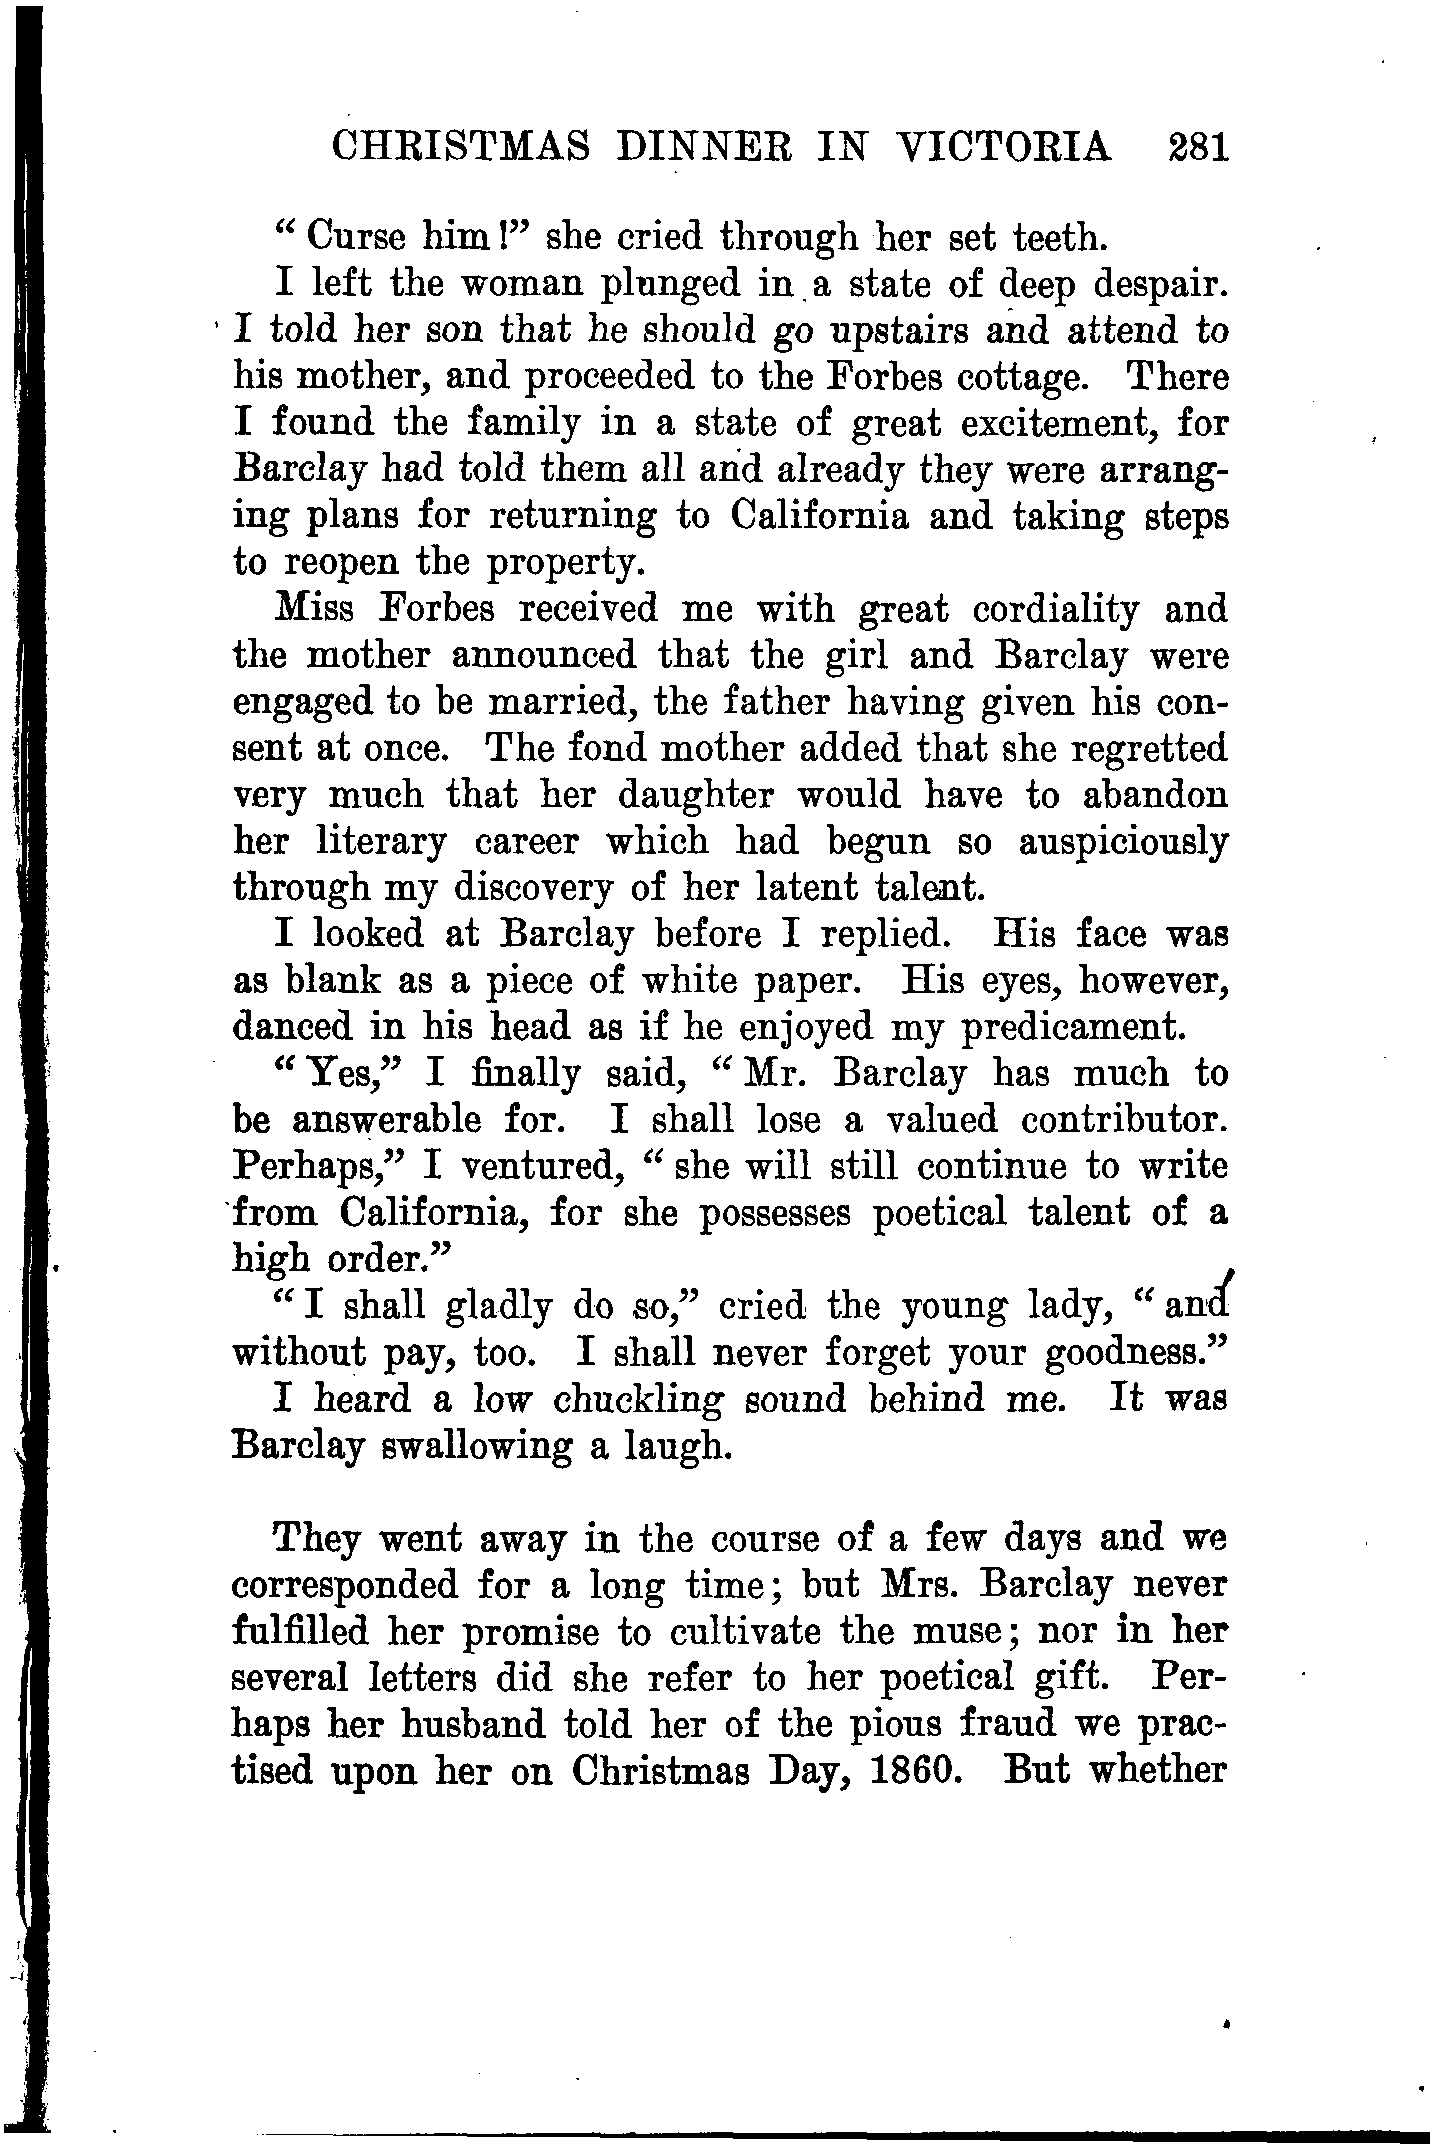 CHRISTMAS DINNER IN VICTORIA 281
“Curse him!” she cried through her set teeth.
I left the woman plunged in a state of deep despair.
I told her son that he should go upstairs and attend to
his mother, and proceeded to the Forbes cottage. There
I found the family in a state of great excitement, for
Barclay had told them all and already they were arrang-
ing plans for returning to California and taking steps
to reopen the property.
Miss Forbes received me with great cordiality and
the mother announced that the girl and Barclay were
engaged to be married, the father having given his con-
sent at once. The fond mother added that she regretted
very much that her daughter would have to abandon
her literary career which had begun so auspiciously
through my discovery of her latent talent.
I looked at Barclay before I replied. His face was
as blank as a piece of white paper. His eyes, however,
danced in his head as if he enjoyed my predicament.
“Yes,” I finally said, “Mr. Barclay has much to
be answerable for. I shall lose a valued contributor.
Perhaps,” I ventured, “she will still continue to write
from California, for she possesses poetical talent of a
high order.”
“I shall gladly do so,” cried the young lady, “and
without pay, too. I shall never forget your goodness.”
I heard a low chuckling sound behind me. It was
Barclay swallowing a laugh.
They went away in the course of a few days and we
corresponded for a long time; but Mrs. Barclay never
fulfilled her promise to cultivate the muse; nor in her
several letters did she refer to her poetical gift. Per-
haps her husband told her of the pious fraud we prac-
tised upon her on Christmas Day, 1860. But whether